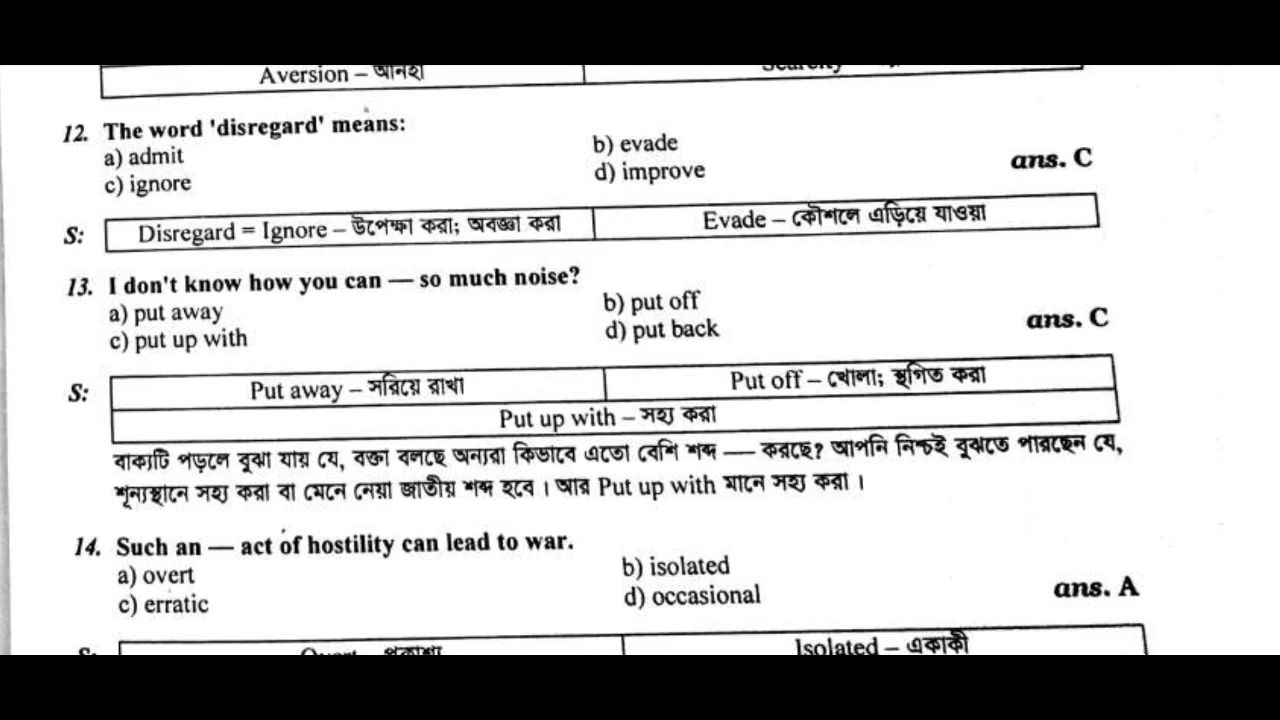 Aversion –
12. The word 'disregard' means:
a) admit
b) evade
c) ignore
d) improve
ans. C
S: Disregard = Ignore – উপেক্ষা করা; অবজ্ঞা করা
Evade – কৌশলে এড়িয়ে যাওয়া
13. I don't know how you can — so much noise?
a) put away
b) put off
c) put up with
d) put back
ans. C
S: Put away – সরিয়ে রাখা
Put off – খোলা; স্থগিত করা
Put up with – সহ্য করা
বাক্যটি পড়লে বুঝা যায় যে, বক্তা বলছে অন্যরা কিভাবে এতো বেশি শব্দ — করছে? আপনি নিশ্চই বুঝতে পারছেন যে,
শূন্যস্থানে সহ্য করা বা মেনে নেয়া জাতীয় শব্দ হবে । আর Put up with মানে সহ্য করা ।
14. Such an — act of hostility can lead to war.
a) overt
b) isolated
c) erratic
d) occasional
ans. A
Isolated – একাকী